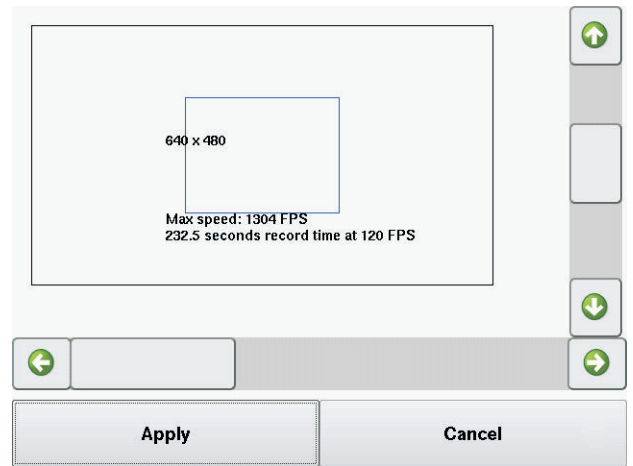 640 x 480
Max speed: 1304 FPS
232.5 seconds record time at 120 FPS
Apply
Cancel